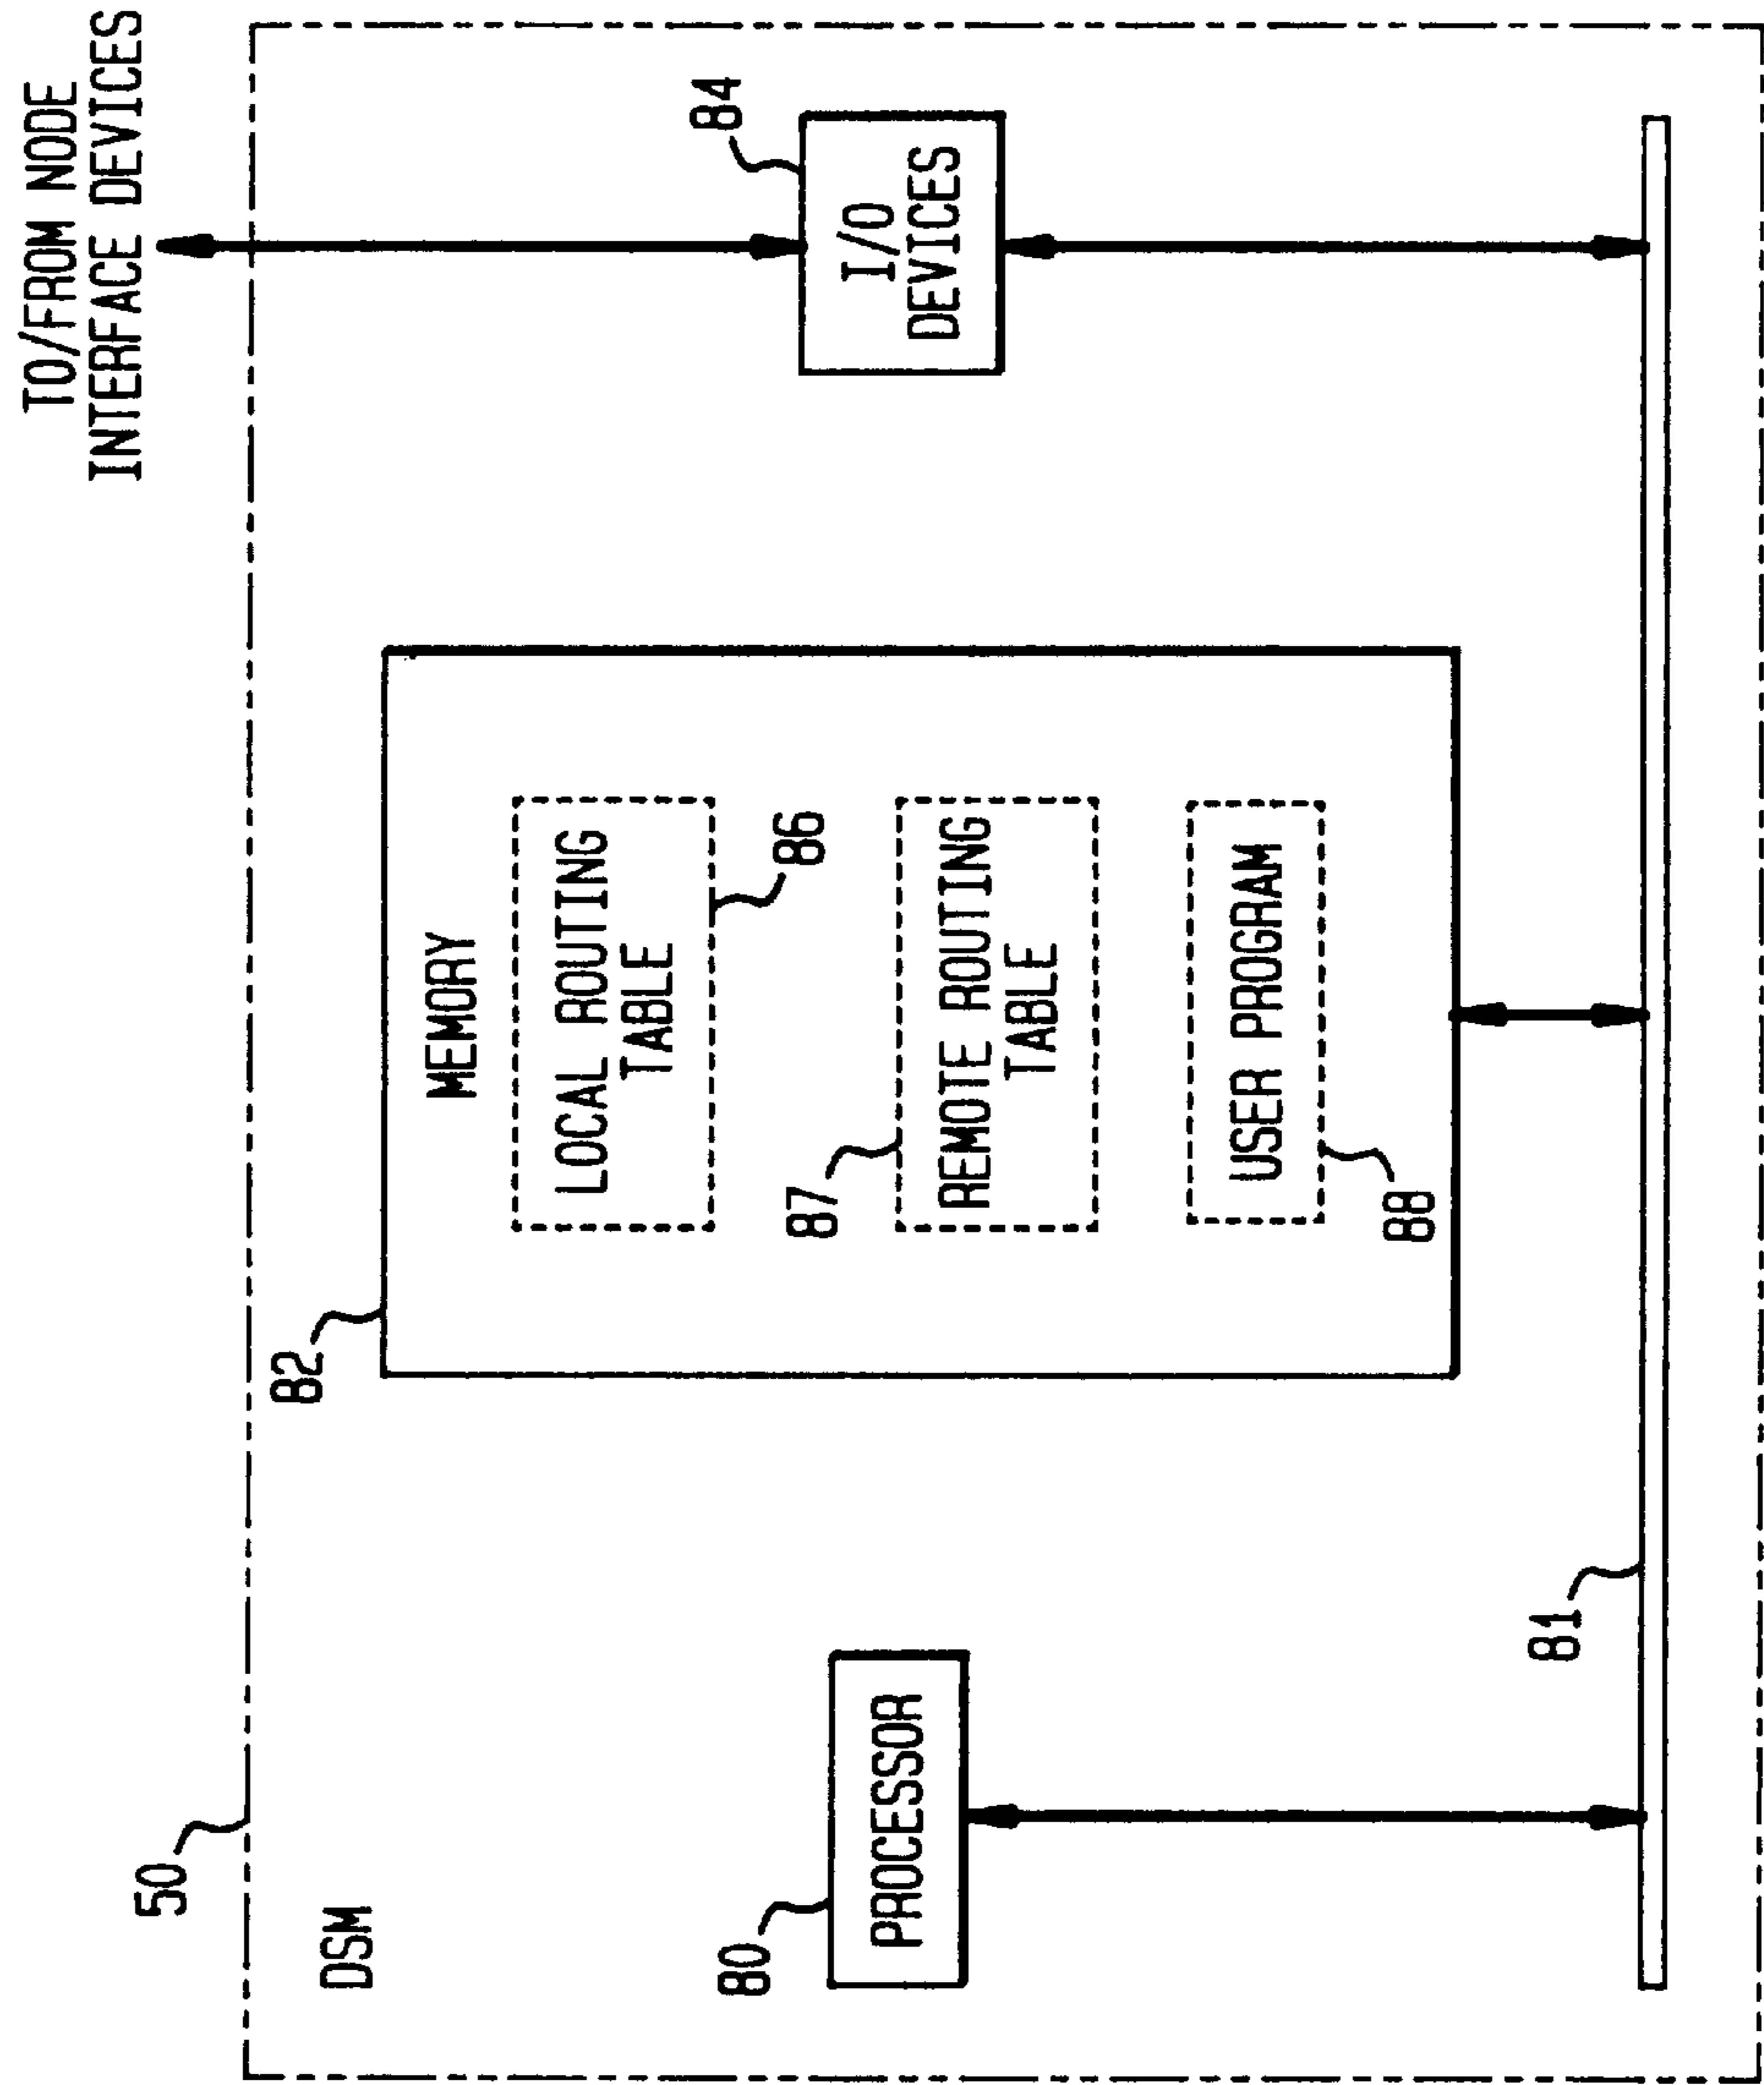 TO/FROM NODE
INTERFACE DEVICES
50
DSM
82
MEMORY
LOCAL ROUTING
TABLE
86
84
I/O
DEVICES
80
PROCESSOR
87
REMOTE ROUTING
TABLE
USER PROGRAM
88
81